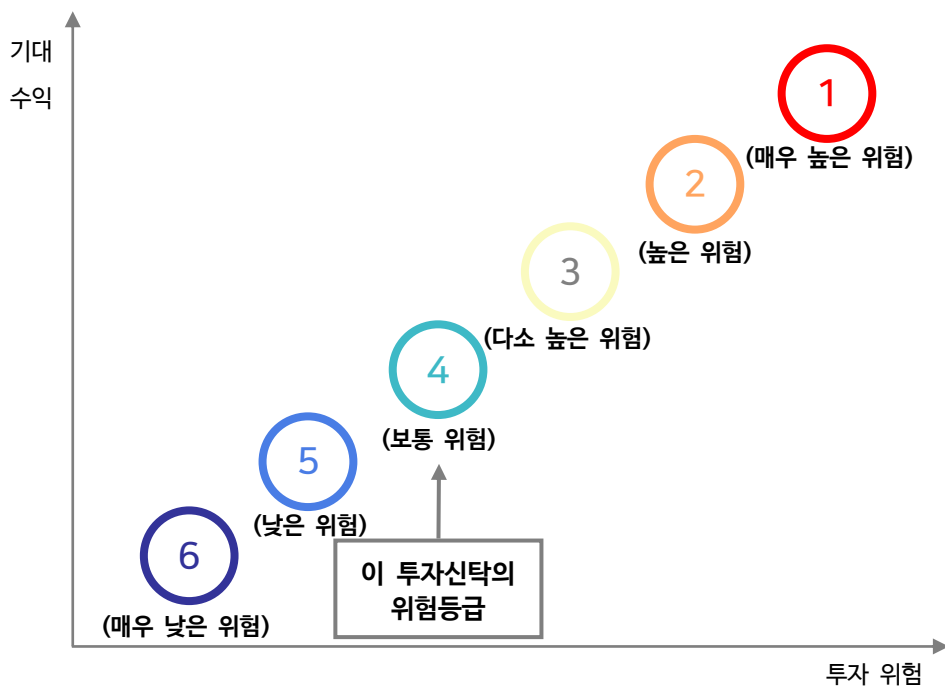 기대
수익
1
(매우 높은 위험)
2
(높은 위험)
3
(다소 높은 위험)
4
(보통 위험)
5
(낮은 위험)
6
(매우 낮은 위험)
이 투자신탁의
위험등급
투자 위험